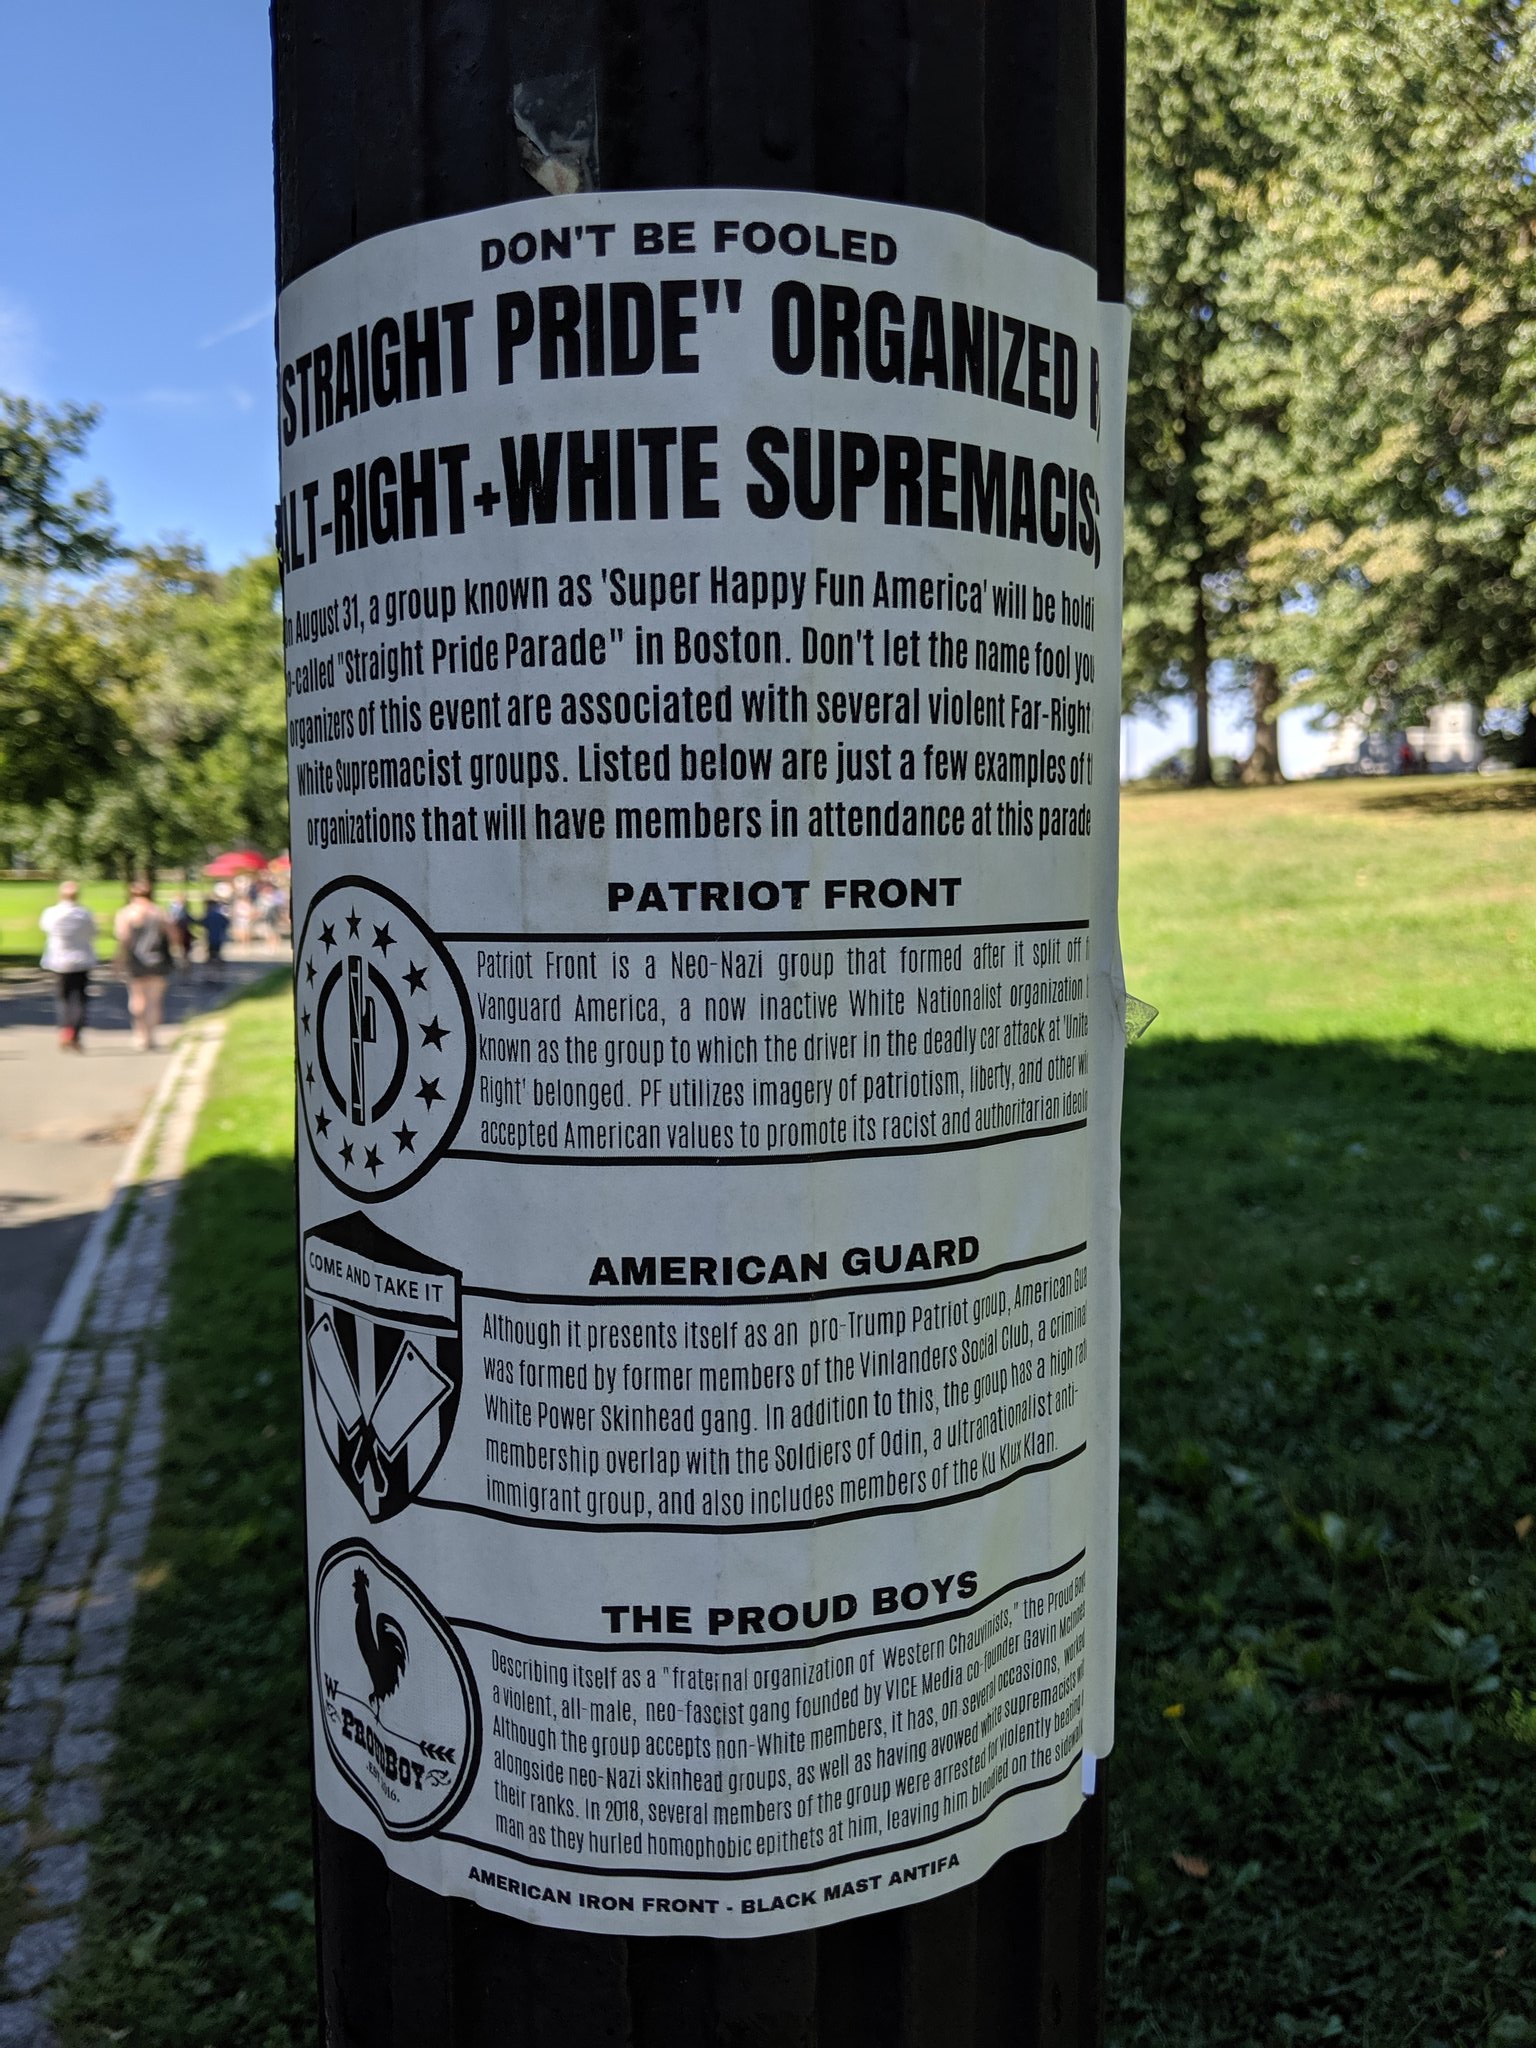 DON'T BE FOOLED
"STRAIGHT PRIDE" ORGANIZED
ALT-RIGHT+WHITE SUPREMACIS
On August 31, a group known as 'Super Happy Fun America' will be holdi
o-called "Straight Pride Parade" in Boston. Don't let the name fool you
organizers of this event are associated with several violent Far-Right
White Supremacist groups. Listed below are just a few examples of
organizations that will have members in attendance at this parade
PATRIOT FRONT
Patriot Front is a Neo-Nazi group that formed after it split off
Vanguard America, a now inactive White Nationalist organization
known as the group to which the driver in the deadly car attack at 'Unite
Right' belonged. PF utilizes imagery of patriotism, liberty, and other wi
accepted American values to promote its racist and authoritarian ideolo
COME AND TAKE IT
AMERICAN GUARD
Although it presents itself as an pro-Trump Patriot group, American Gua
was formed by former members of the Vinlanders Social Club, a crimina
White Power Skinhead gang. In addition to this, the group has a high rat
membership overlap with the Soldiers of Odin, a ultranationalist anti-
immigrant group, and also includes members of the Ku Klux Klan.
THE PROUD BOYS
Describing itself as a "fraternal organization of Western Chauvinists," the Proud Boys
a violent, all-male, neo-fascist gang founded by VICE Media co-founder Gavin McInnes
Although the group accepts non-White members, it has, on several occasions, worked
alongside neo-Nazi skinhead groups, as well as having avowed white supremacists
their ranks. In 2018, several members of the group were arrested for violently beating
man as they hurled homophobic epithets at him, leaving him bloodied on the sidewalk
W
PROUDBOY
EST 2016.
AMERICAN IRON FRONT - BLACK MAST ANTIFA